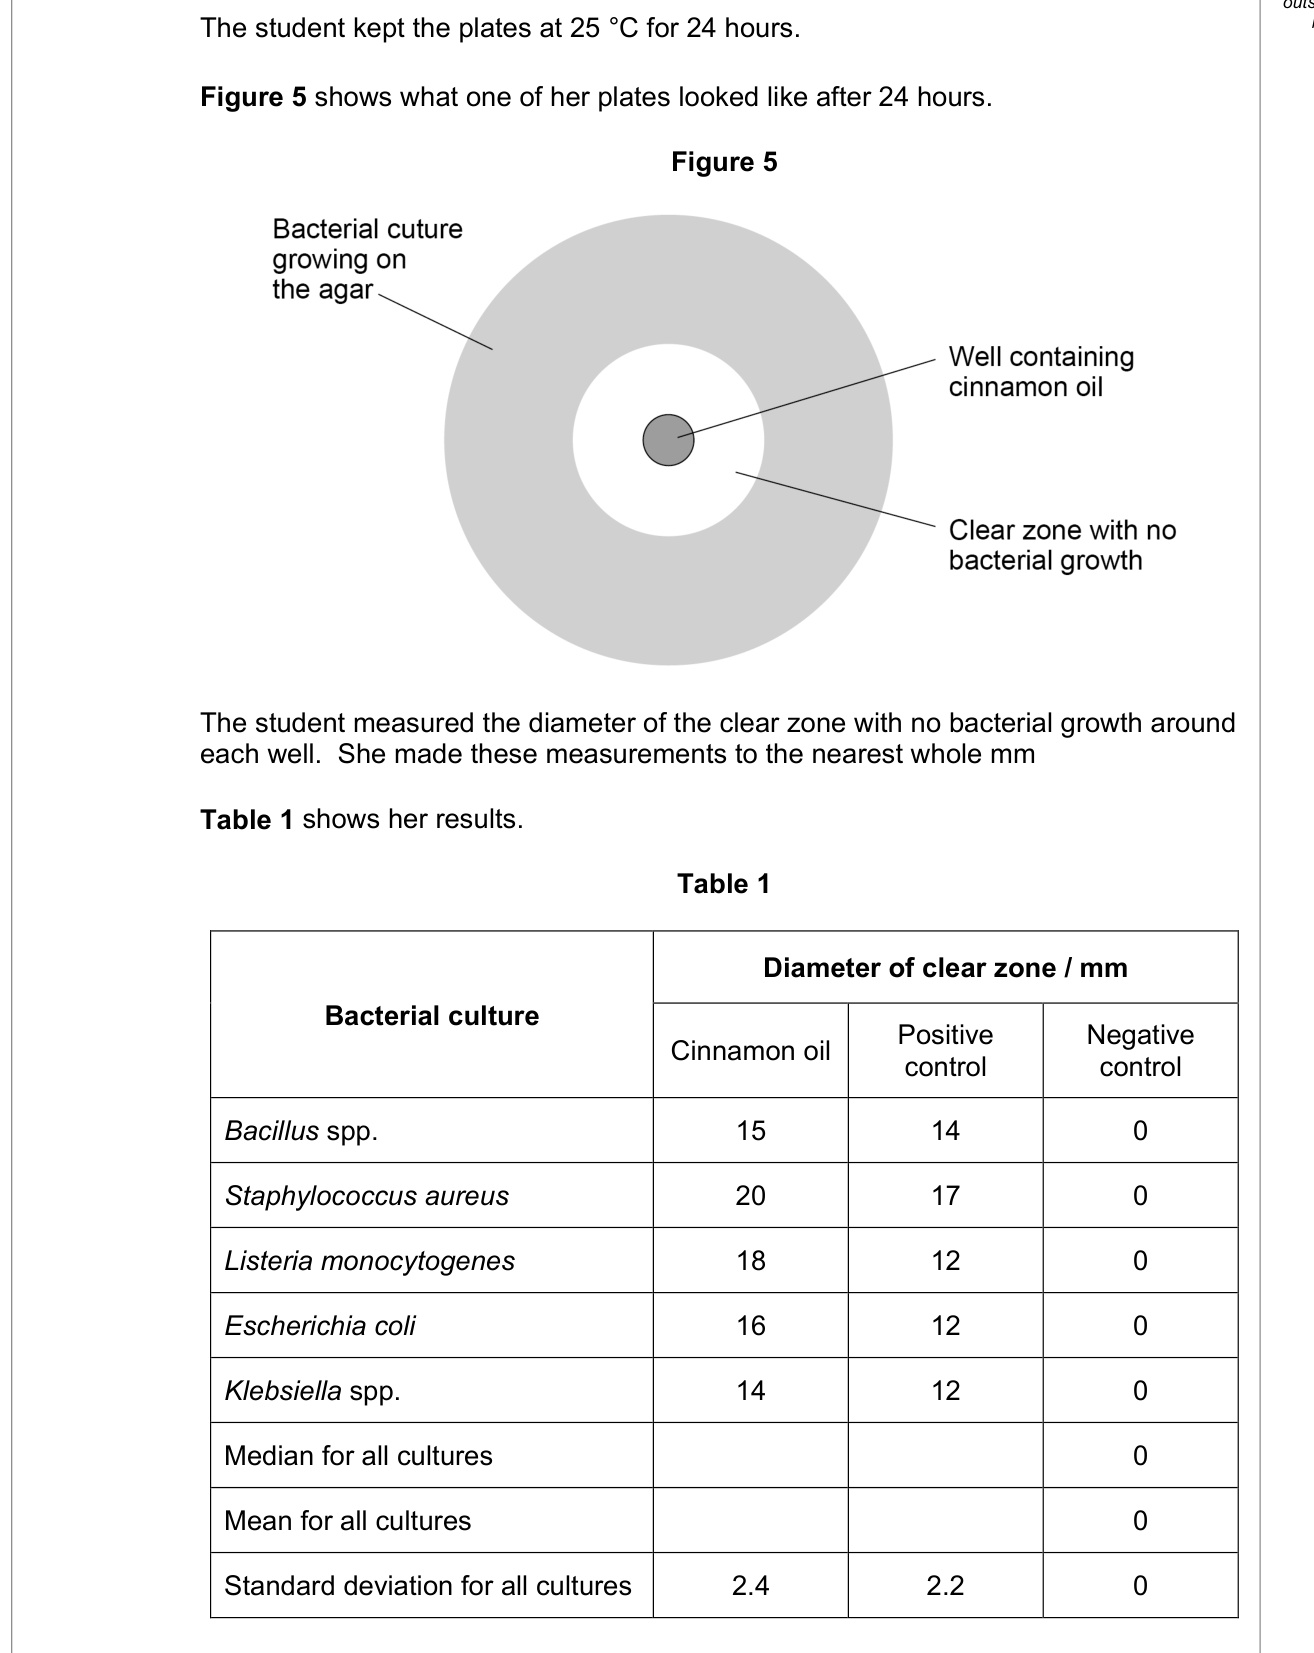 outs
The student kept the plates at 25 °C for 24 hours.
Figure 5 shows what one of her plates looked like after 24 hours.
Figure 5
Bacterial cuture
growing on
the agar
Well containing
cinnamon oil
Clear zone with no
bacterial growth
The student measured the diameter of the clear zone with no bacterial growth around
each well. She made these measurements to the nearest whole mm
Table 1 shows her results.
Table 1
Bacterial culture
Diameter of clear zone / mm
Cinnamon oil
Positive
control
Negative
control
Bacillus spp. 15 14 0
Staphylococcus aureus 20 17 0
Listeria monocytogenes 18 12 0
Escherichia coli 16 12 0
Klebsiella spp. 14 12 0
Median for all cultures 0
Mean for all cultures 0
Standard deviation for all cultures 2.4 2.2 0